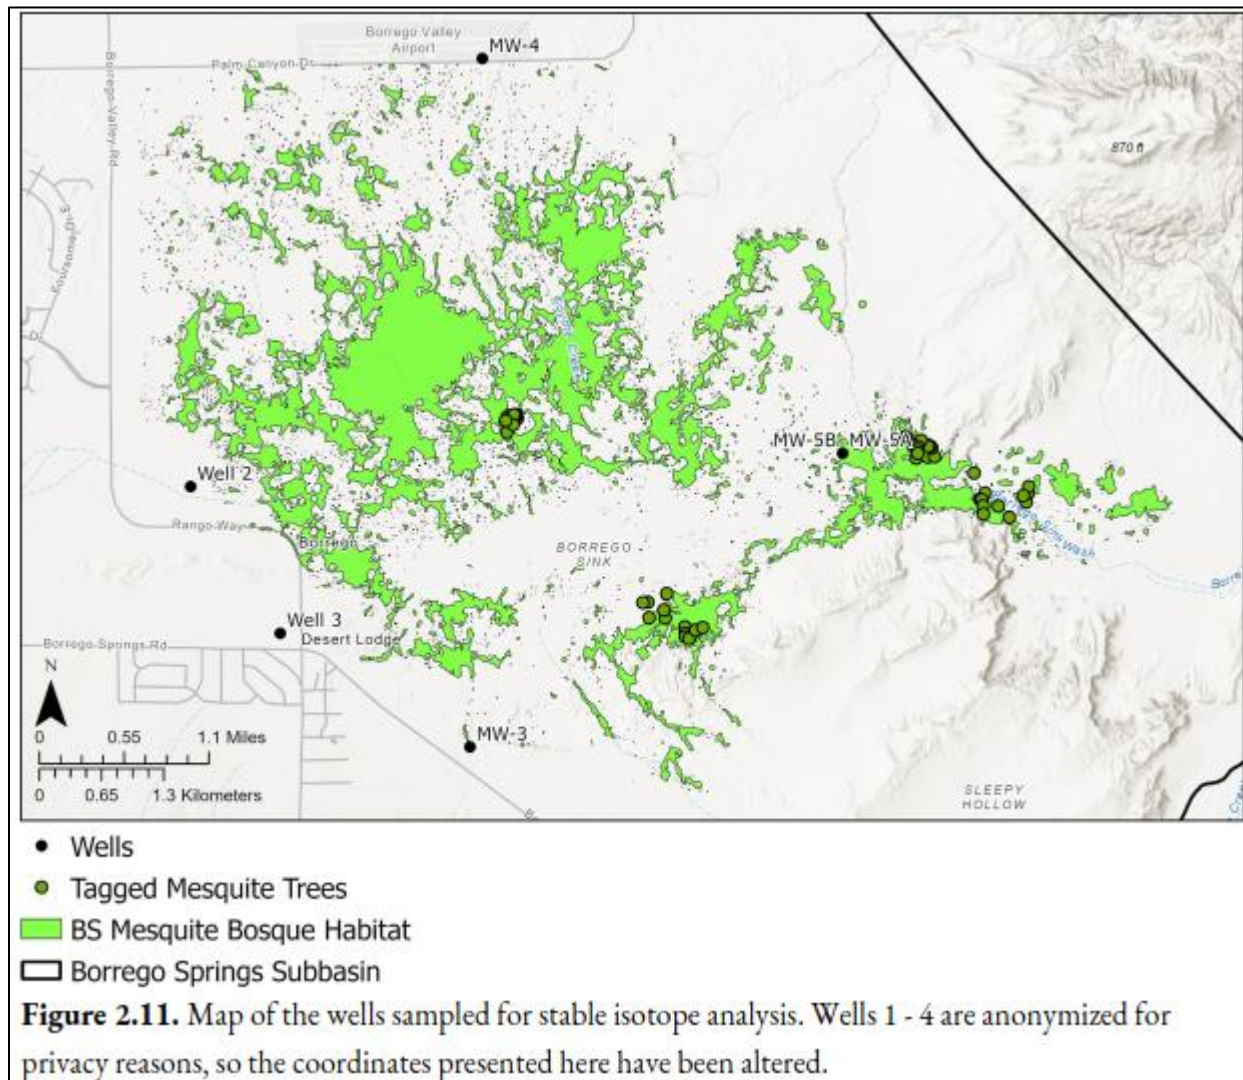 Borrego Valley
Airport
MW-4
Palm Canyon Dr
Borrego-Valley-Rd
870 ft
MW-5B
MW-5A
Well 2
Rango-Way
Borrego
BORREGO
SINK
Wash
Well 3
Desert Lodge
Borrego-Springs-Rd
MW-3
N
0 0.55 1.1 Miles
0 0.65 1.3 Kilometers
SLEEPY
HOLLOW
Wells
Tagged Mesquite Trees
BS Mesquite Bosque Habitat
Borrego Springs Subbasin
Figure 2.11. Map of the wells sampled for stable isotope analysis. Wells 1 - 4 are anonymized for
privacy reasons, so the coordinates presented here have been altered.